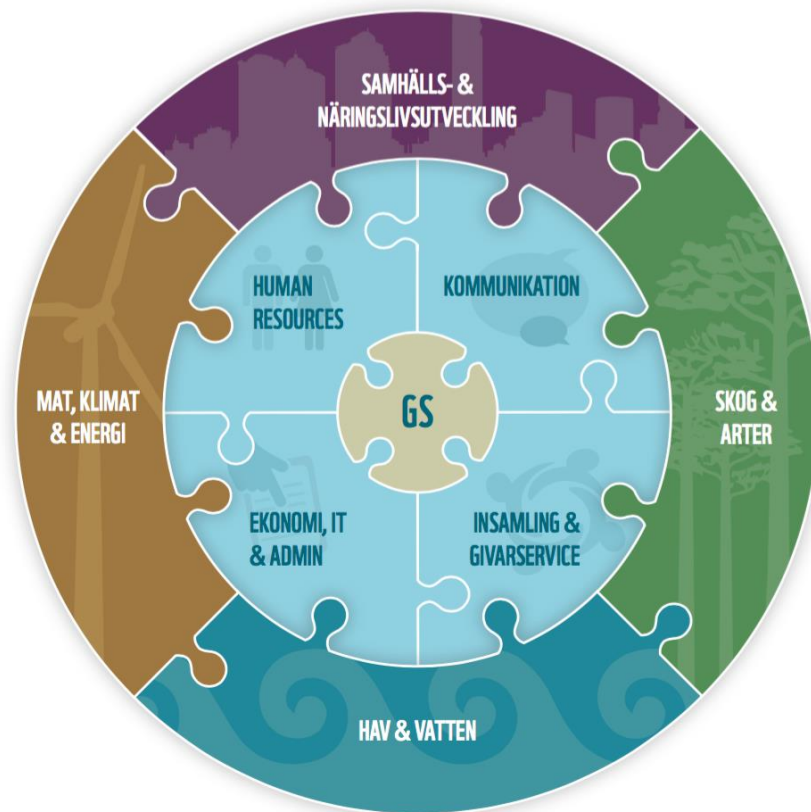 SAMHÄLLS- &
NÄRINGSLIVSUTVECKLING
HUMAN
RESOURCES
KOMMUNIKATION
MAT, KLIMAT
& ENERGI
GS
SKOG &
ARTER
EKONOMI, IT
& ADMIN
INSAMLING &
GIVARSERVICE
HAV & VATTEN